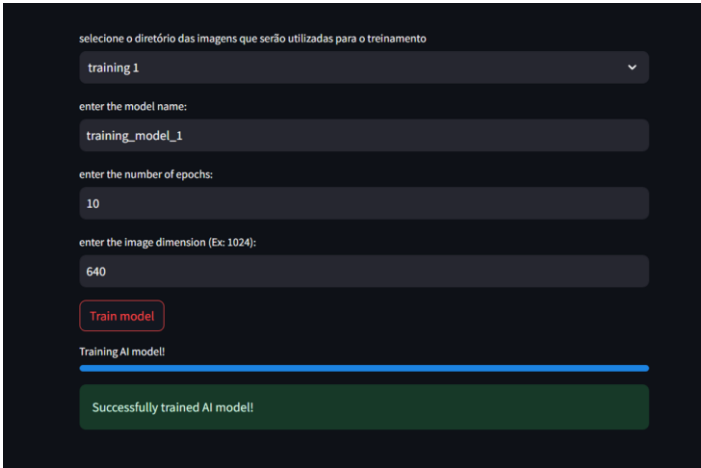 selecione o diretório das imagens que serão utilizadas para o treinamento
training 1
enter the model name:
training_model_1
enter the number of epochs:
10
enter the image dimension (Ex: 1024):
640
Train model
Training AI model!
Successfully trained AI model!